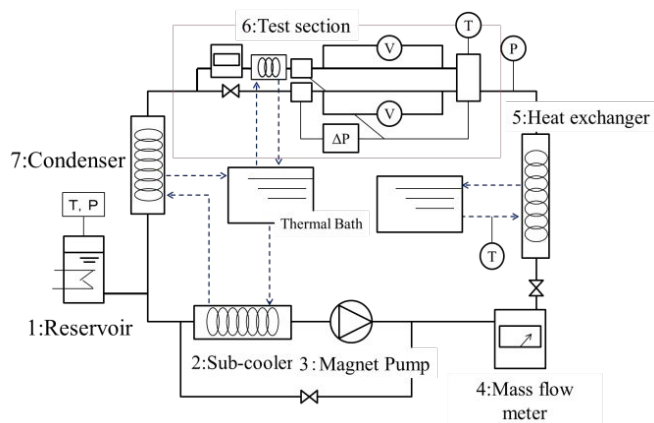 6:Test section
T
V
P
5:Heat exchanger
V
ΔP
7:Condenser
T, P
Thermal Bath
T
1:Reservoir
2:Sub-cooler
3:Magnet Pump
4:Mass flow
meter